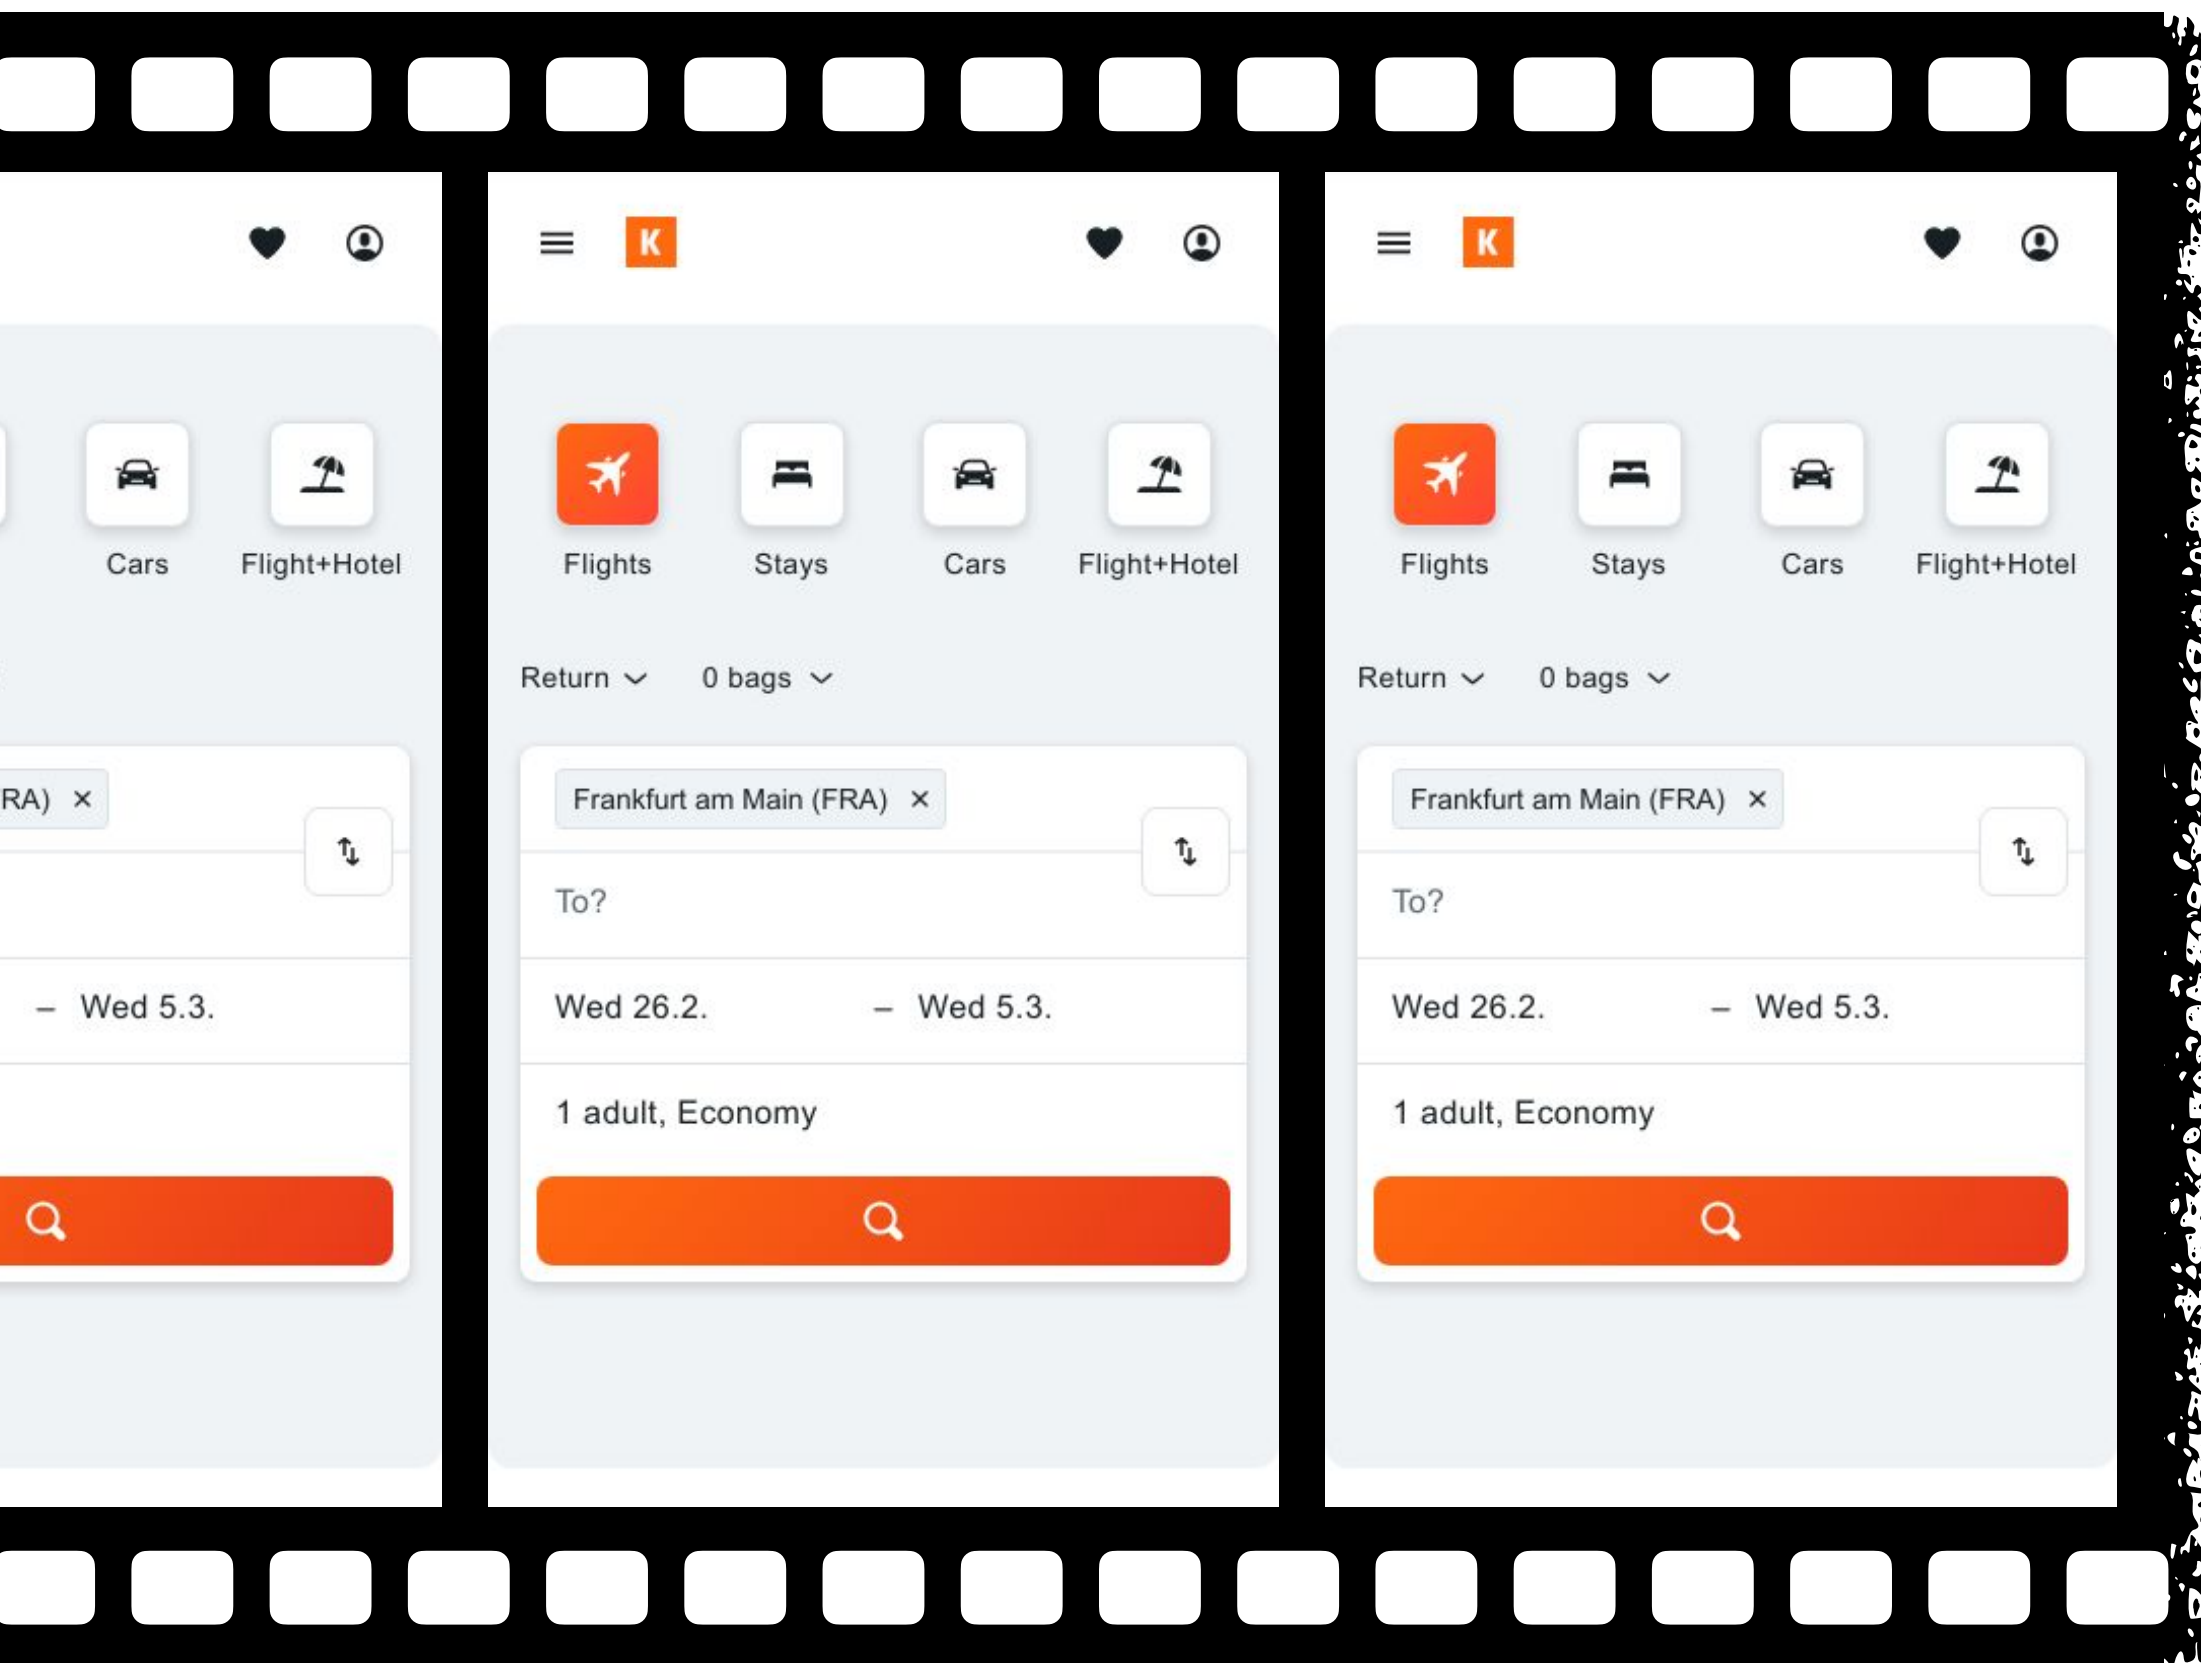 K
K
Cars
Flight+Hotel
Flights
Stays
Cars
Flight+Hotel
Flights
Stays
Cars
Flight+Hotel
Return
0 bags
Return
0 bags
RA) ×
Frankfurt am Main (FRA) ×
Frankfurt am Main (FRA) ×
To?
To?
– Wed 5.3.
Wed 26.2. – Wed 5.3.
Wed 26.2. – Wed 5.3.
1 adult, Economy
1 adult, Economy